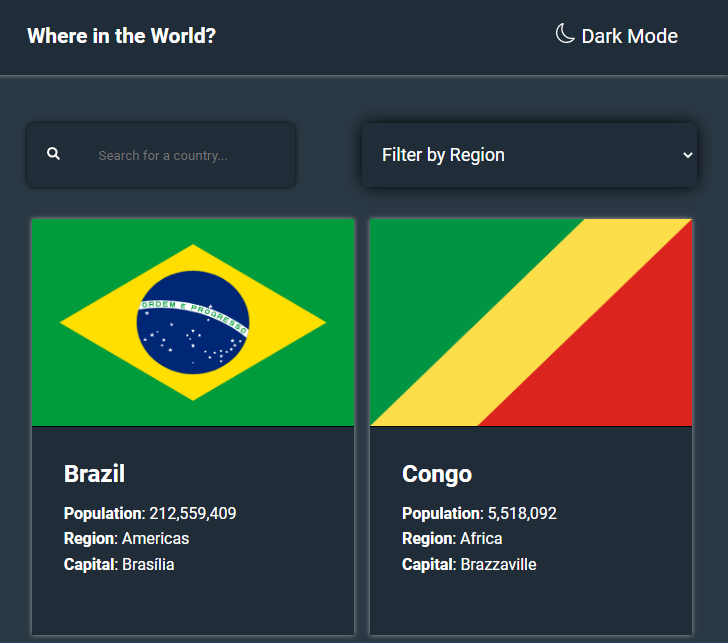 Where in the World?
Dark Mode
Search for a country...
Filter by Region
ORDEM E PROGRESSO
Brazil
Population: 212,559,409
Region: Americas
Capital: Brasília
Congo
Population: 5,518,092
Region: Africa
Capital: Brazzaville